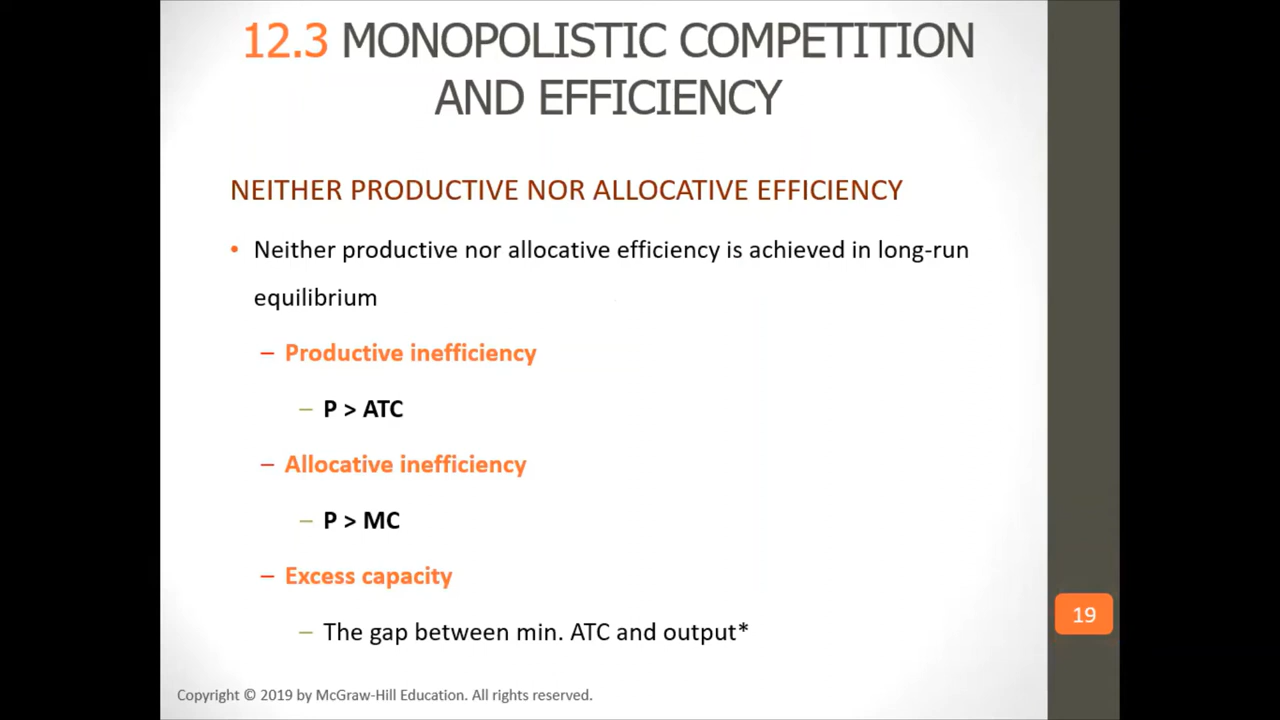 12.3 MONOPOLISTIC COMPETITION
AND EFFICIENCY
NEITHER PRODUCTIVE NOR ALLOCATIVE EFFICIENCY
• Neither productive nor allocative efficiency is achieved in long-run
equilibrium
– Productive inefficiency
– P > ATC
– Allocative inefficiency
– P > MC
– Excess capacity
– The gap between min. ATC and output*
19
Copyright © 2019 by McGraw-Hill Education. All rights reserved.